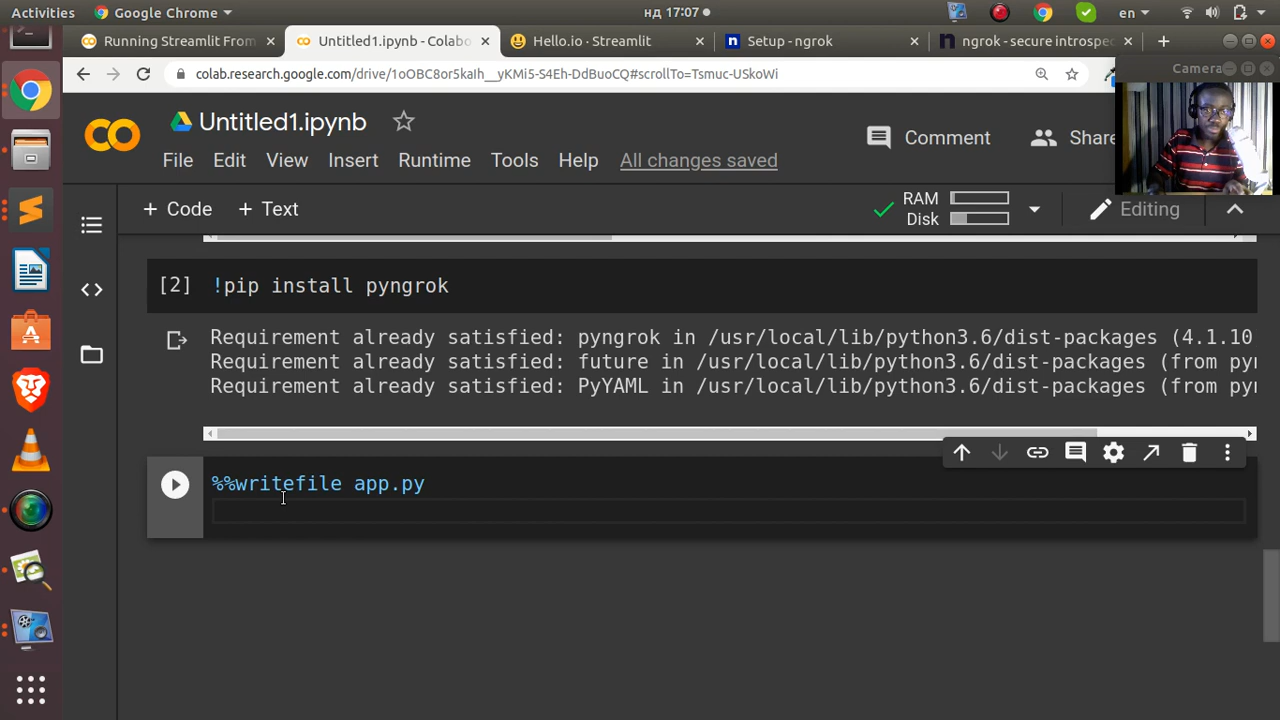 Activities
Google Chrome
нд 17:07
en
Running Streamlit From
Untitled1.ipynb - Colabo
Hello.io · Streamlit
Setup - ngrok
ngrok - secure introspec
colab.research.google.com/drive/1oOBC8or5kaIh__yKMi5-S4Eh-DdBuoCQ#scrollTo=Tsmuc-USkoWi
Camera
Untitled1.ipynb
Comment
Share
File Edit View Insert Runtime Tools Help All changes saved
+ Code + Text
RAM
Disk
Editing
[2] !pip install pyngrok
Requirement already satisfied: pyngrok in /usr/local/lib/python3.6/dist-packages (4.1.10
Requirement already satisfied: future in /usr/local/lib/python3.6/dist-packages (from pyn
Requirement already satisfied: PyYAML in /usr/local/lib/python3.6/dist-packages (from pyn
%%writefile app.py